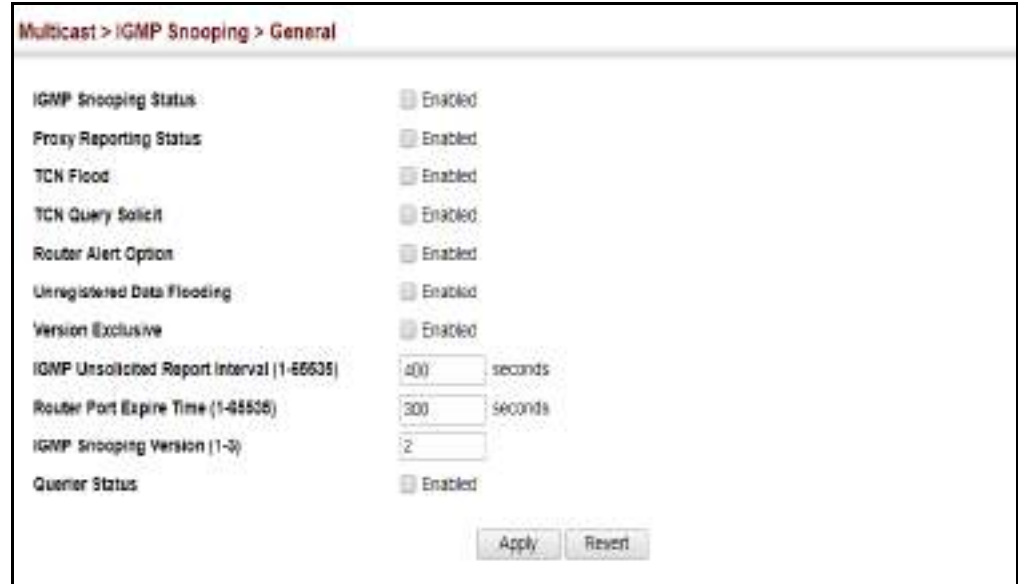 Multicast > IGMP Snooping > General
IGMP Snooping Status Enabled
Proxy Reporting Status Enabled
TCN Flood Enabled
TCN Query Solicit Enabled
Router Alert Option Enabled
Unregistered Data Flooding Enabled
Version Exclusive Enabled
IGMP Unsolicited Report Interval (1-65535) 400 seconds
Router Port Expire Time (1-65535) 300 seconds
IGMP Snooping Version (1-3) 2
Querier Status Enabled
Apply Revert